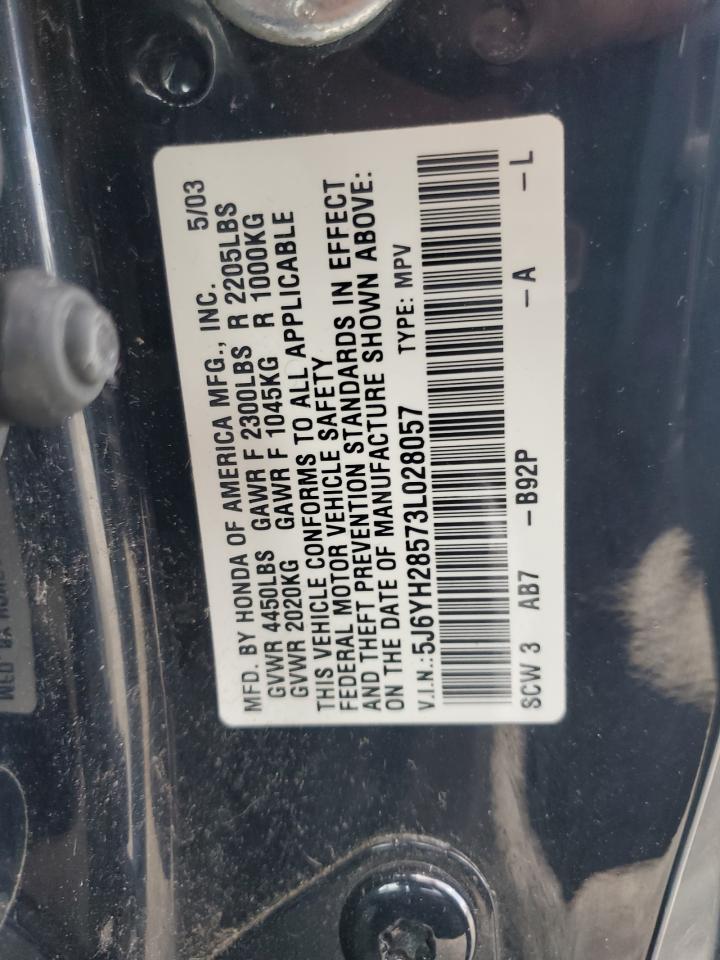 MFD. BY HONDA OF AMERICA MFG., INC. 5/03
GVWR 4450LBS GAWR F 2300LBS R 2205LBS
GVWR 2020KG GAWR F 1045KG R 1000KG
THIS VEHICLE CONFORMS TO ALL APPLICABLE
FEDERAL MOTOR VEHICLE SAFETY
AND THEFT PREVENTION STANDARDS IN EFFECT
ON THE DATE OF MANUFACTURE SHOWN ABOVE:
V.I.N.: 5J6YH28573L028057 TYPE: MPV
SCW 3 AB7 -B92P -A -L